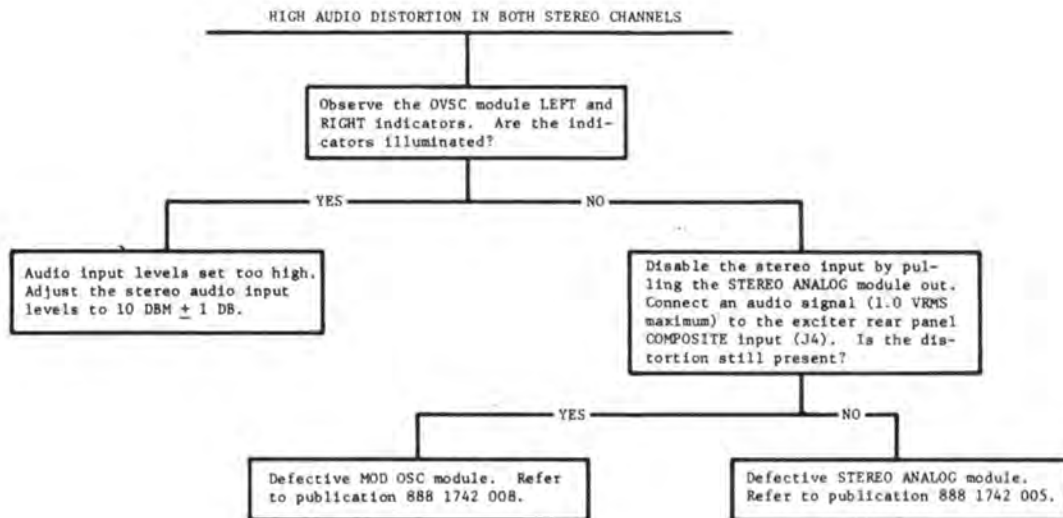 HIGH AUDIO DISTORTION IN BOTH STEREO CHANNELS
Observe the OVSC module LEFT and
RIGHT indicators. Are the indi-
cators illuminated?
YES
NO
Audio input levels set too high.
Adjust the stereo audio input
levels to 10 DBM ± 1 DB.
Disable the stereo input by pul-
ling the STEREO ANALOG module out.
Connect an audio signal (1.0 VRMS
maximum) to the exciter rear panel
COMPOSITE input (J4). Is the dis-
tortion still present?
YES
NO
Defective MOD OSC module. Refer
to publication 888 1742 008.
Defective STEREO ANALOG module.
Refer to publication 888 1742 005.